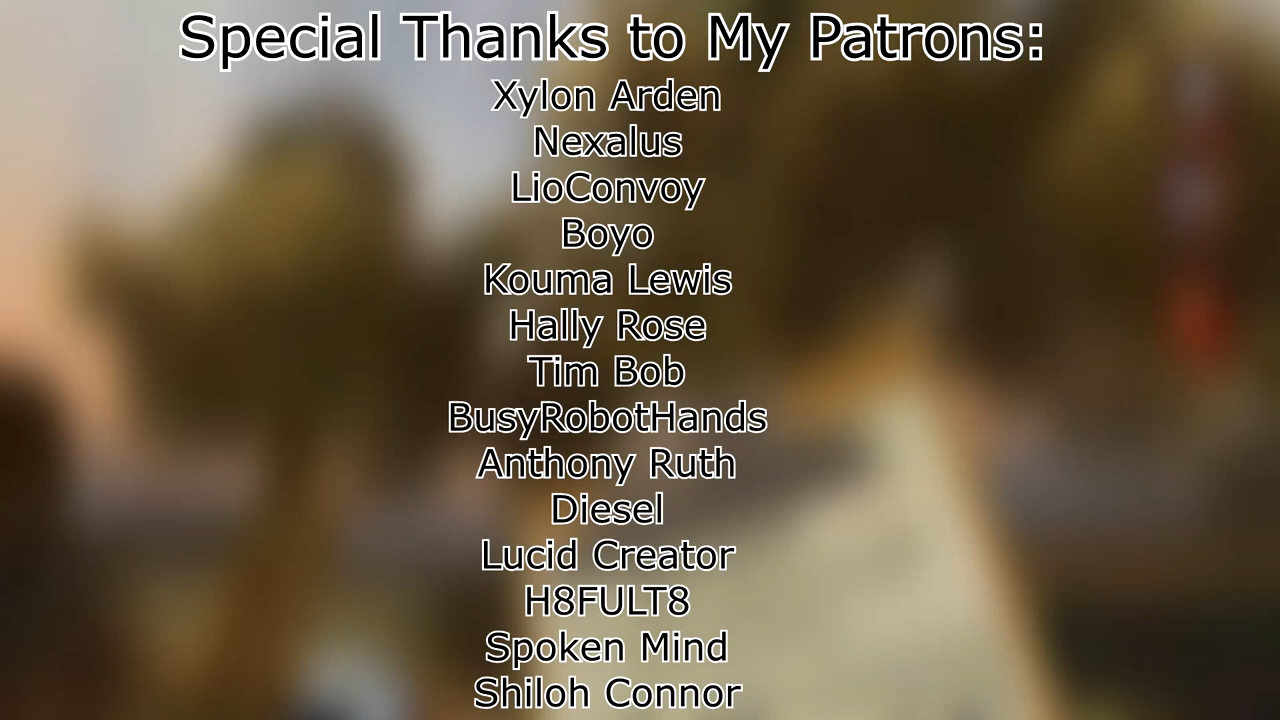 Special Thanks to My Patrons:
Xylon Arden
Nexalus
LioConvoy
Boyo
Kouma Lewis
Hally Rose
Tim Bob
BusyRobotHands
Anthony Ruth
Diesel
Lucid Creator
H8FULT8
Spoken Mind
Shiloh Connor